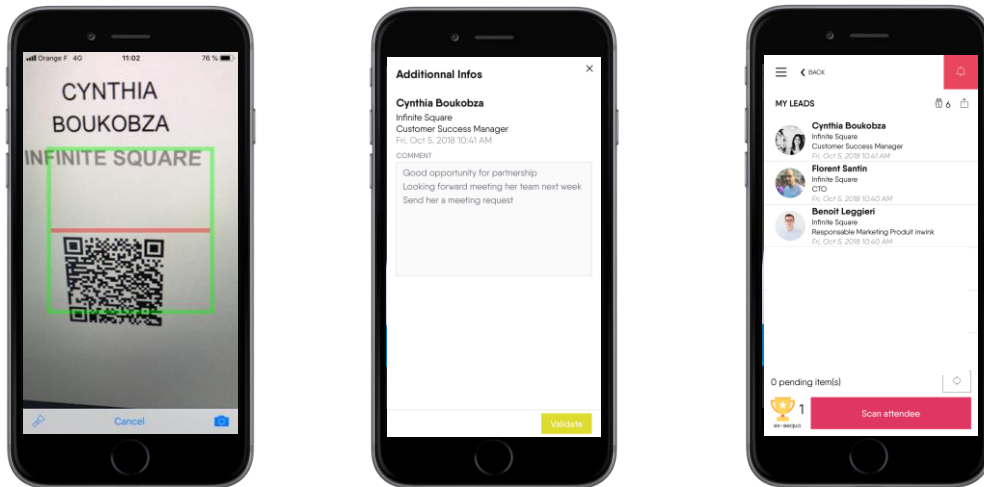 Orange F 4G 11:02 76 %
CYNTHIA
BOUKOBZA
INFINITE SQUARE
Cancel
Additionnal Infos
Cynthia Boukobza
Infinite Square
Customer Success Manager
Fri, Oct 5, 2018 10:41 AM
COMMENT
Good opportunity for partnership
Looking forward meeting her team next week
Send her a meeting request
Validate
BACK
MY LEADS 6
Cynthia Boukobza
Infinite Square
Customer Success Manager
Fri, Oct 5, 2018 10:41 AM
Florent Santin
Infinite Square
CTO
Fri, Oct 5, 2018 10:40 AM
Benoit Leggieri
Infinite Square
Responsable Marketing Produit inwink
Fri, Oct 5, 2018 10:40 AM
0 pending item(s)
1
ex-aequo
Scan attendee